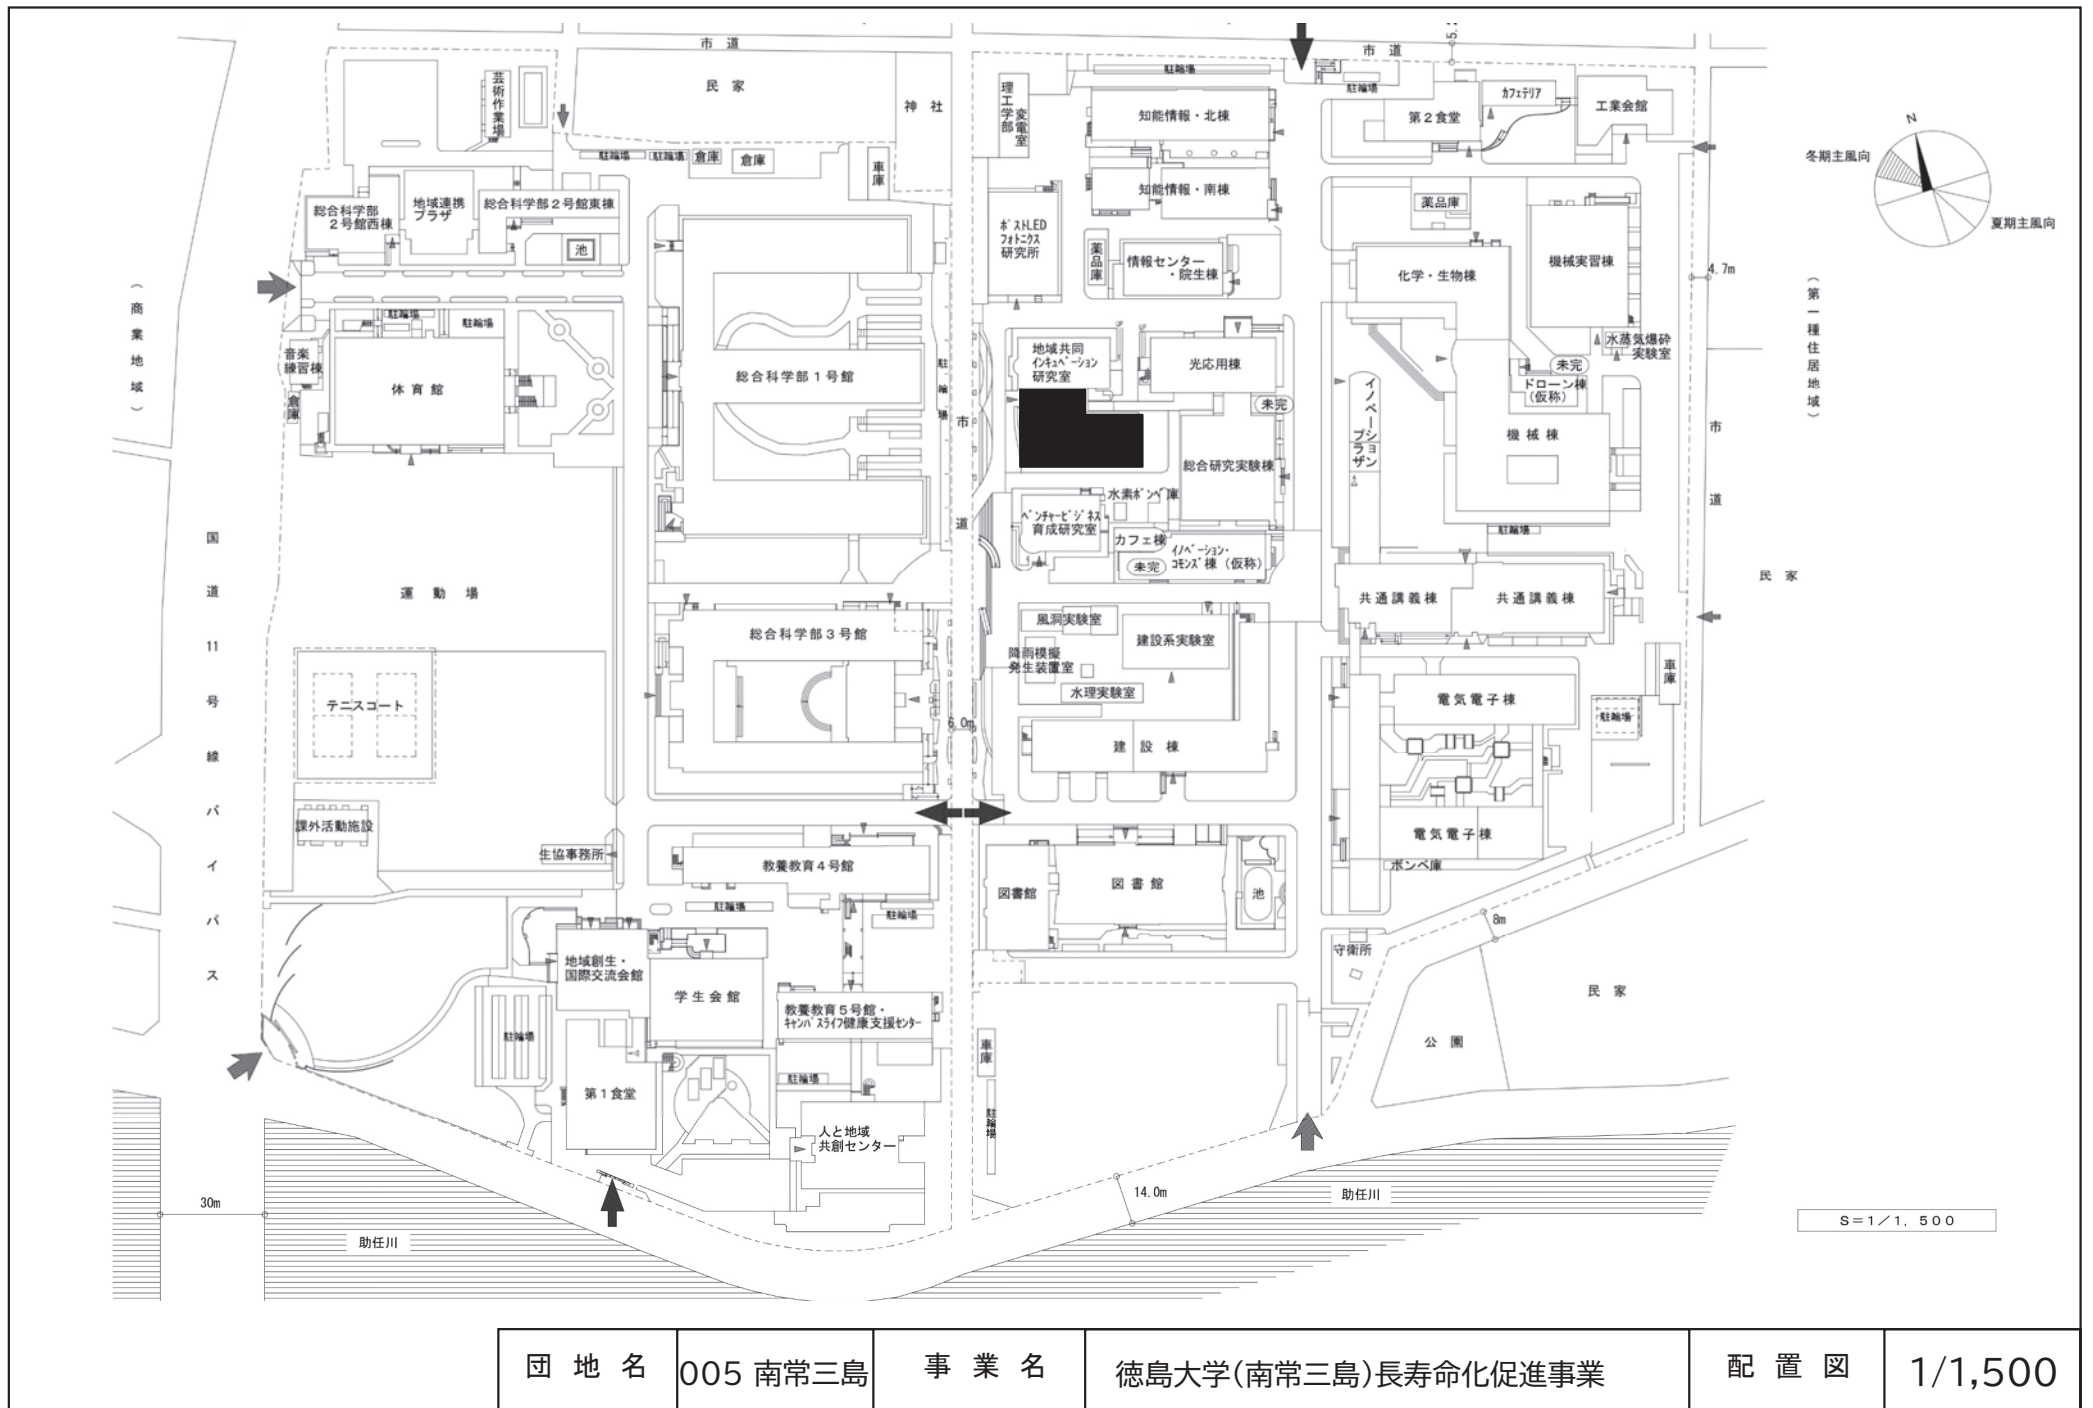 市道
市道
5.
民家
神社
芸術作業場
理工学部
変電室
駐輪場
知能情報・北棟
駐輪場
第2食堂
カフェテリア
工業会館
駐輪場
駐輪場
倉庫
倉庫
車庫
N
冬期主風向
夏期主風向
総合科学部
2号館西棟
地域連携
プラザ
総合科学部2号館東棟
池
知能情報・南棟
ポストLED
フォトニクス
研究所
薬品庫
情報センター
・院生棟
薬品庫
化学・生物棟
機械実習棟
4.7m
(第一種住居地域)
(商業地域)
駐輪場
駐輪場
音楽
練習棟
倉庫
体育館
総合科学部1号館
駐輪場
市道
UP
UP
地域共同
インキュベーション
研究室
光応用棟
未完
総合研究実験棟
イノベーションプラザ
水蒸気爆砕
実験室
未完
ドローン棟
(仮称)
機械棟
市道
国道11号線バイパス
水素ボンベ庫
ベンチャービジネス
育成研究室
カフェ棟
未完
イノベーション・
コモンズ棟(仮称)
駐輪場
民家
運動場
共通講義棟
共通講義棟
総合科学部3号館
風洞実験室
建設系実験室
降雨模擬
発生装置室
水理実験室
車庫
テニスコート
電気電子棟
駐輪場
6.0m
建設棟
課外活動施設
生協事務所
教養教育4号館
電気電子棟
ボンベ庫
図書館
図書館
池
駐輪場
駐輪場
8m
守衛所
地域創生・
国際交流会館
学生会館
教養教育5号館・
キャンパスライフ健康支援センター
民家
駐輪場
車庫
公園
第1食堂
駐輪場
駐輪場
人と地域
共創センター
30m
14.0m
助任川
助任川
S=1/1,500
団地名
005 南常三島
事業名
徳島大学(南常三島)長寿命化促進事業
配置図
1/1,500